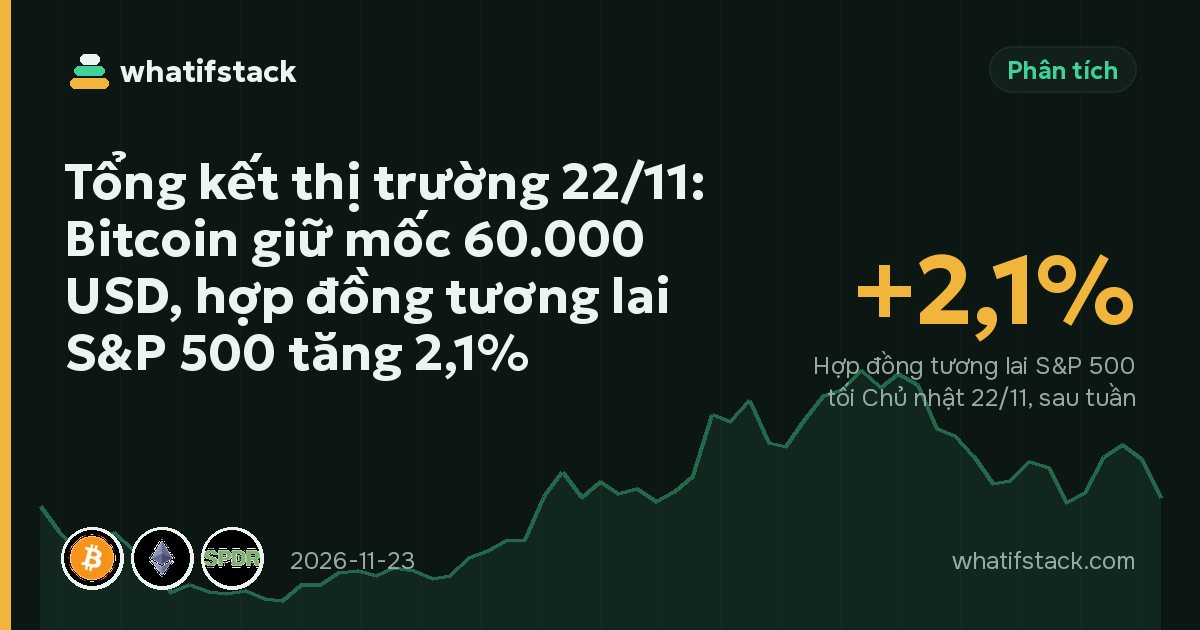 whatifstack
Phân tích
Tổng kết thị trường 22/11:
Bitcoin giữ mốc 60.000
USD, hợp đồng tương lai
S&P 500 tăng 2,1%
+2,1%
Hợp đồng tương lai S&P 500
tối Chủ nhật 22/11, sau tuần
SPDR
2026-11-23
whatifstack.com